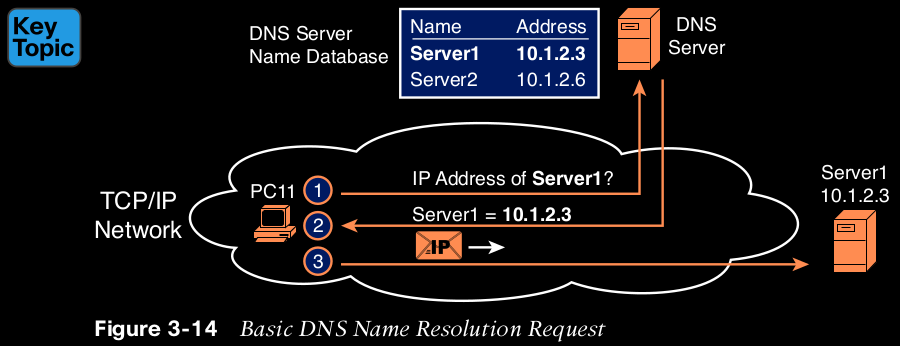 Key
Topic
DNS Server
Name Database
Name Address
Server1 10.1.2.3
Server2 10.1.2.6
DNS
Server
TCP/IP
Network
PC11
1
IP Address of Server1?
2
Server1 = 10.1.2.3
IP
3
Server1
10.1.2.3
Figure 3-14 Basic DNS Name Resolution Request